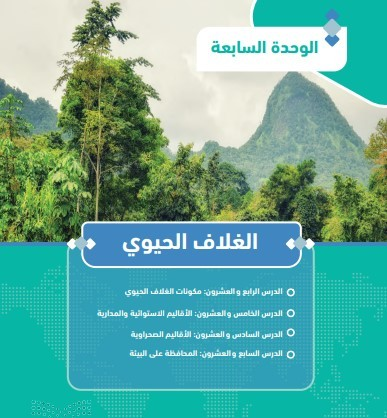 الوحدة السابعة
الغلاف الحيوي
الدرس الرابع والعشرون: مكونات الغلاف الحيوي
الدرس الخامس والعشرون: الأقاليم الاستوائية والمدارية
الدرس السادس والعشرون: الأقاليم الصحراوية
الدرس السابع والعشرون: المحافظة على البيئة